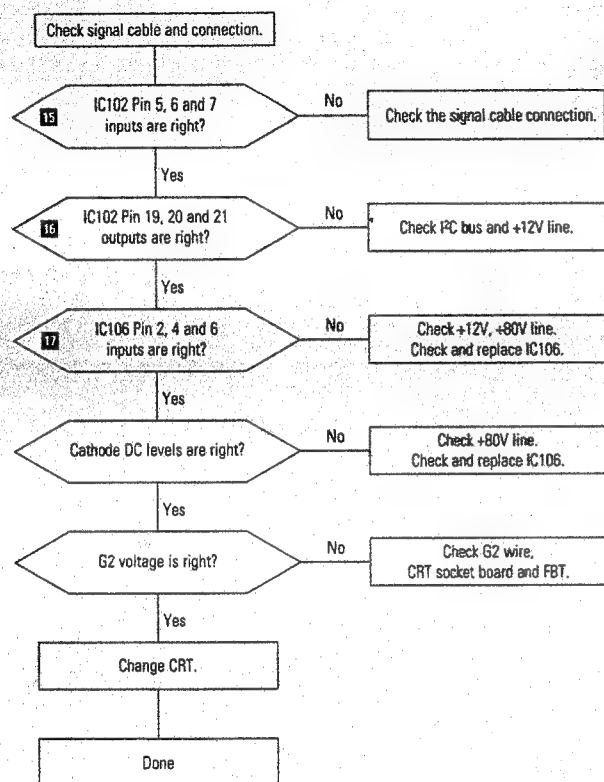 Check signal cable and connection.
15
IC102 Pin 5, 6 and 7
inputs are right?
No
Check the signal cable connection.
Yes
16
IC102 Pin 19, 20 and 21
outputs are right?
No
Check I²C bus and +12V line.
Yes
17
IC106 Pin 2, 4 and 6
inputs are right?
No
Check +12V, +80V line.
Check and replace IC106.
Yes
Cathode DC levels are right?
No
Check +80V line.
Check and replace IC106.
Yes
G2 voltage is right?
No
Check G2 wire,
CRT socket board and FBT.
Yes
Change CRT.
Done